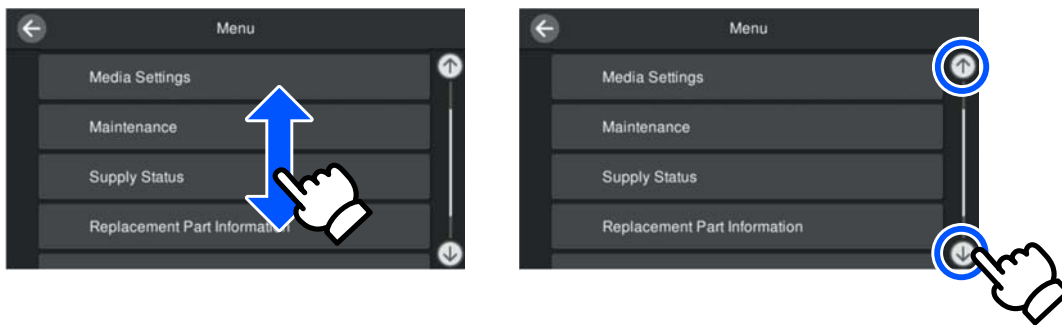 Menu
Media Settings
Maintenance
Supply Status
Replacement Part Information
Menu
Media Settings
Maintenance
Supply Status
Replacement Part Information